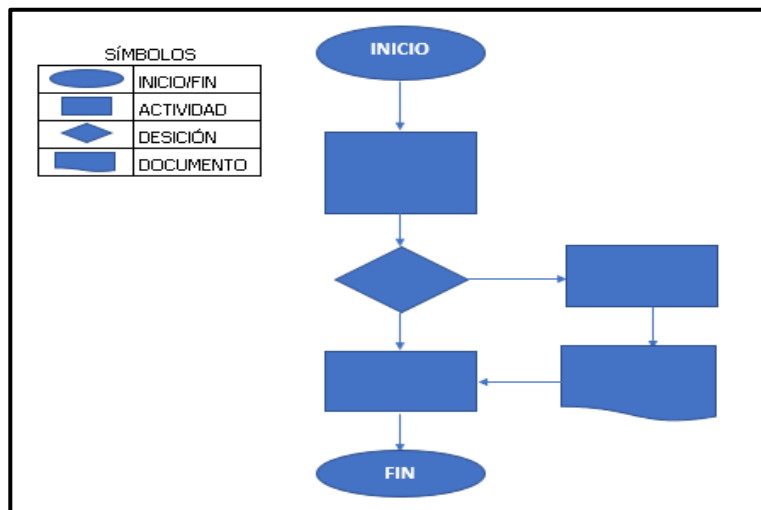 SÍMBOLOS
INICIO/FIN
ACTIVIDAD
DESICIÓN
DOCUMENTO
INICIO
FIN